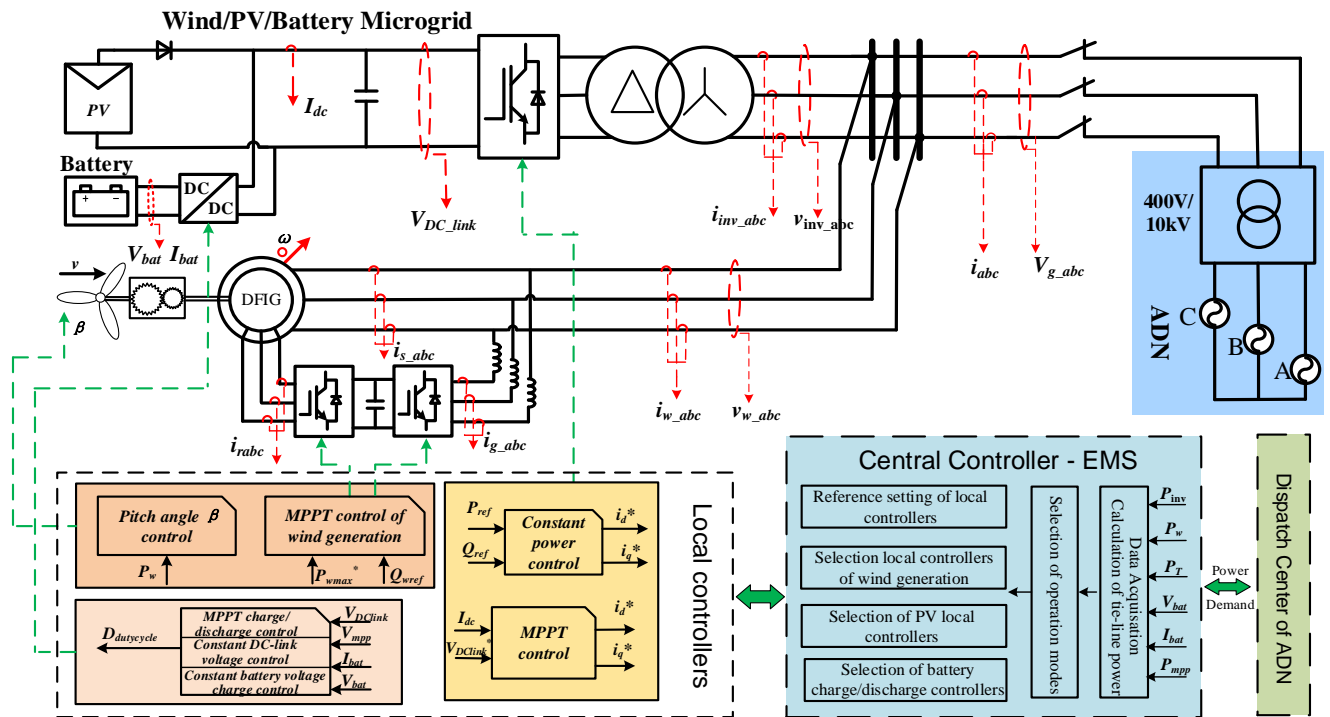 Wind/PV/Battery Microgrid
PV
I_dc
Battery
+ −
DC
DC
V_DC_link
i_inv_abc
v_inv_abc
i_abc
V_g_abc
400V/
10kV
ADN
C
B
A
V_bat I_bat
v
β
ω
DFIG
i_s_abc
i_w_abc
v_w_abc
i_rabc
i_g_abc
Pitch angle β
control
P_w
MPPT control of
wind generation
P_wmax*
Q_wref
D_dutycycle
MPPT charge/
discharge control
Constant DC-link
voltage control
Constant battery voltage
charge control
V_DClink
V_mpp
I_bat
V_bat
P_ref
Q_ref
Constant
power
control
i_d*
i_q*
I_dc
V_DClink*
MPPT
control
i_d*
i_q*
Local controllers
Central Controller - EMS
Reference setting of local
controllers
Selection local controllers
of wind generation
Selection of PV local
controllers
Selection of battery
charge/discharge controllers
Selection of operation modes
Data Acquisation
Calculation of tie-line power
P_inv
P_w
P_T
V_bat
I_bat
P_mpp
Power
Demand
Dispatch Center of ADN